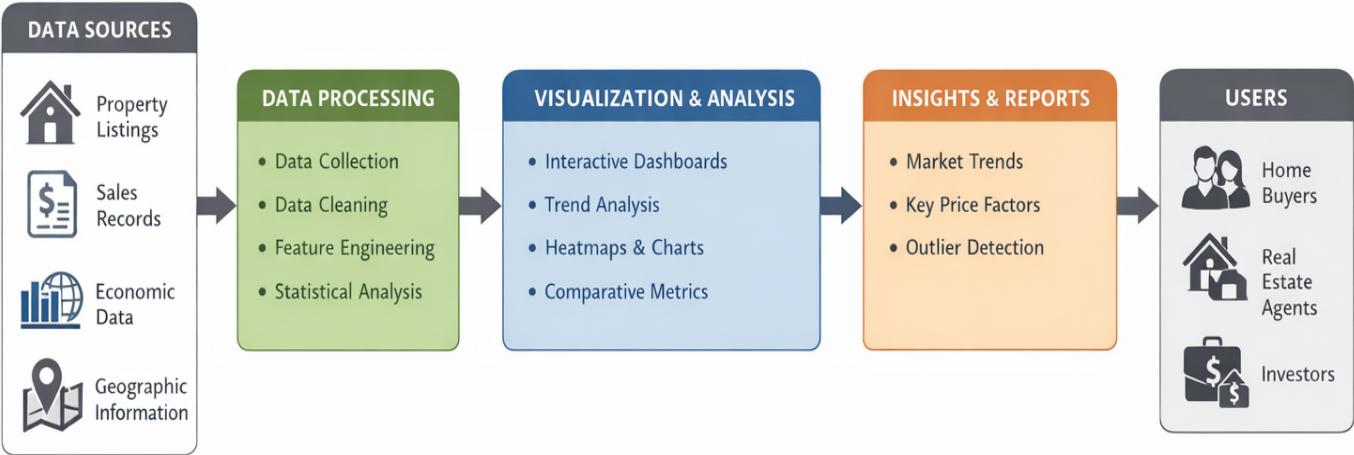 DATA SOURCES
Property
Listings
$
Sales
Records
Economic
Data
Geographic
Information
DATA PROCESSING
• Data Collection
• Data Cleaning
• Feature Engineering
• Statistical Analysis
VISUALIZATION & ANALYSIS
• Interactive Dashboards
• Trend Analysis
• Heatmaps & Charts
• Comparative Metrics
INSIGHTS & REPORTS
• Market Trends
• Key Price Factors
• Outlier Detection
USERS
Home
Buyers
Real
Estate
Agents
$
$
Investors